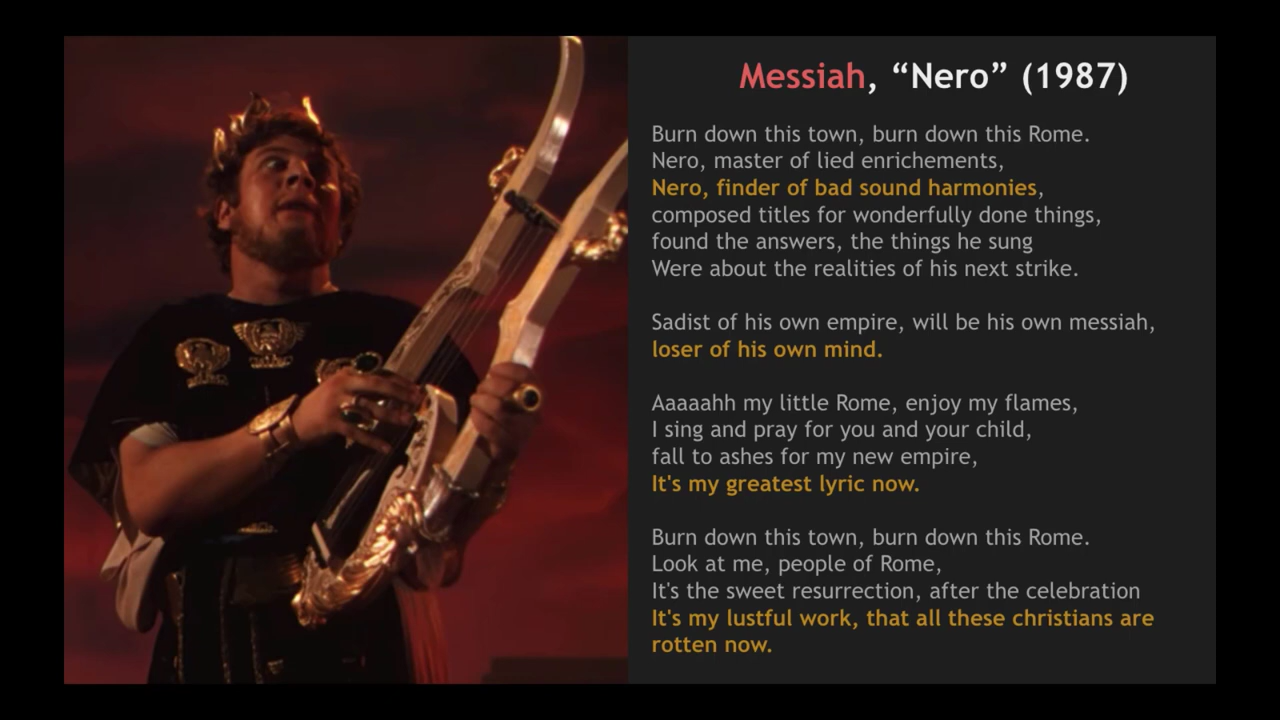 Messiah, “Nero” (1987)
Burn down this town, burn down this Rome.
Nero, master of lied enrichements,
Nero, finder of bad sound harmonies,
composed titles for wonderfully done things,
found the answers, the things he sung
Were about the realities of his next strike.
Sadist of his own empire, will be his own messiah,
loser of his own mind.
Aaaaahh my little Rome, enjoy my flames,
I sing and pray for you and your child,
fall to ashes for my new empire,
It's my greatest lyric now.
Burn down this town, burn down this Rome.
Look at me, people of Rome,
It's the sweet resurrection, after the celebration
It's my lustful work, that all these christians are
rotten now.